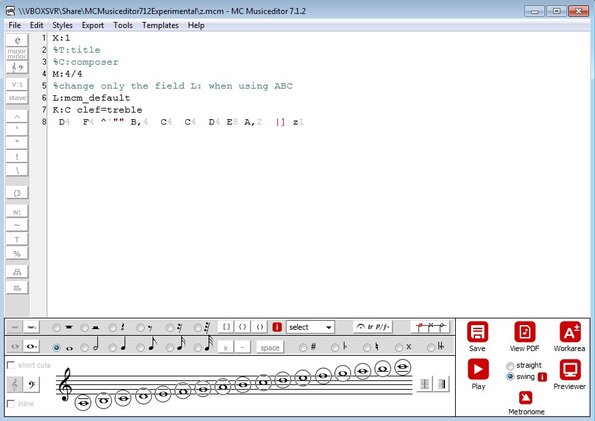 \\VBOXSVR\Share\MCMusiceditor712Experimental\z.mcm - MC Musiceditor 7.1.2
File Edit Styles Export Tools Templates Help
major
minor
V:1
stave
^
'
"
!
\
(3
w:
~
T
%
1 X:1
2 %T:title
3 %C:composer
4 M:4/4
5 %change only the field L: when using ABC
6 L:mcm_default
7 K:C clef=treble
8 D4 F4 ^'"" B,4 C4 C4 D4 E8 A,2 |] z1
[ ] ( ) ( ) i select tr p/f
x - space # x
short cuts
inline
Save View PDF Workarea
Play straight
swing i Previewer
Metronome